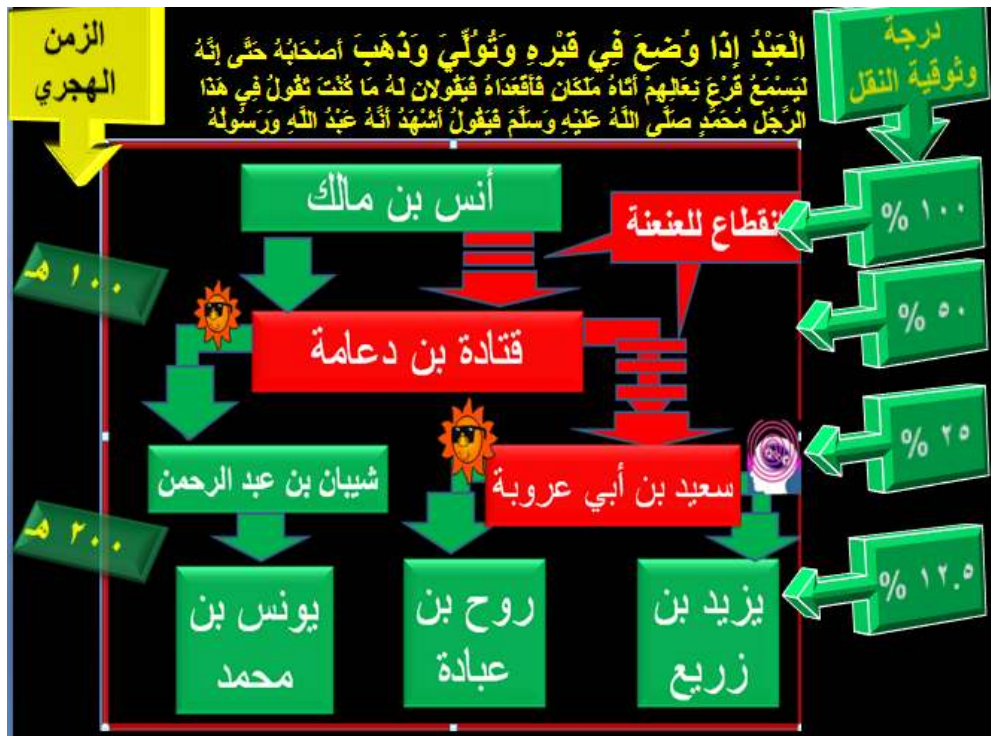 الزمن
الهجري
الْعَبْدُ إِذَا وُضِعَ فِي قَبْرِهِ وَتُوُلِّيَ وَذَهَبَ أَصْحَابُهُ حَتَّى إِنَّهُ
لَيَسْمَعُ قَرْعَ نِعَالِهِمْ أَتَاهُ مَلَكَانِ فَأَقْعَدَاهُ فَيَقُولَانِ لَهُ مَا كُنْتَ تَقُولُ فِي هَذَا
الرَّجُلِ مُحَمَّدٍ صَلَّى اللَّهُ عَلَيْهِ وَسَلَّمَ فَيَقُولُ أَشْهَدُ أَنَّهُ عَبْدُ اللَّهِ وَرَسُولُهُ
درجة
وثوقية النقل
أنس بن مالك
انقطاع للعنعنة
١٠٠ %
١٠٠ هـ
قتادة بن دعامة
٥٠ %
شيبان بن عبد الرحمن
سعيد بن أبي عروبة
٢٥ %
٢٠٠ هـ
يونس بن
محمد
روح بن
عبادة
يزيد بن
زريع
١٢.٥ %